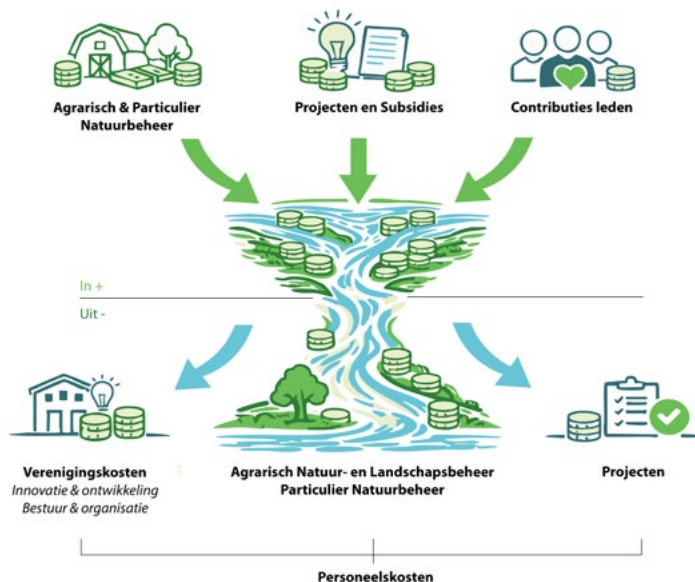 Agrarisch & Particulier
Natuurbeheer
Projecten en Subsidies
Contributies leden
In +
Uit -
Verenigingskosten
Innovatie & ontwikkeling
Bestuur & organisatie
:
Agrarisch Natuur- en Landschapsbeheer
Particulier Natuurbeheer
Projecten
Personeelskosten